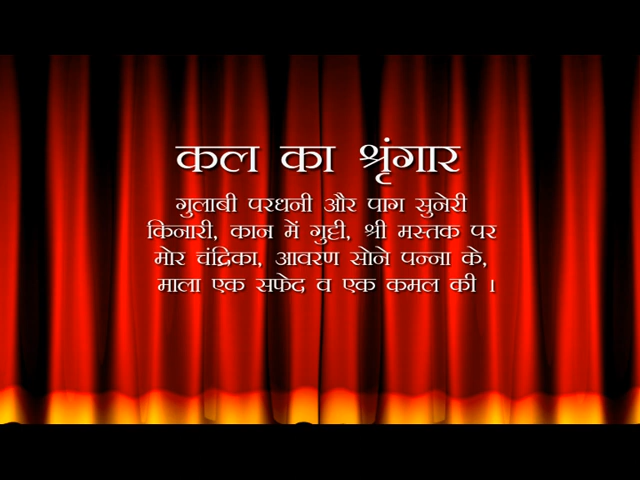 कल का श्रृंगार
गुलाबी परधनी और पाग सुनेरी
किनारी, कान में गुट्टी, श्री मस्तक पर
मोर चंद्रिका, आवरण सोने पन्ना के,
माला एक सफेद व एक कमल की ।